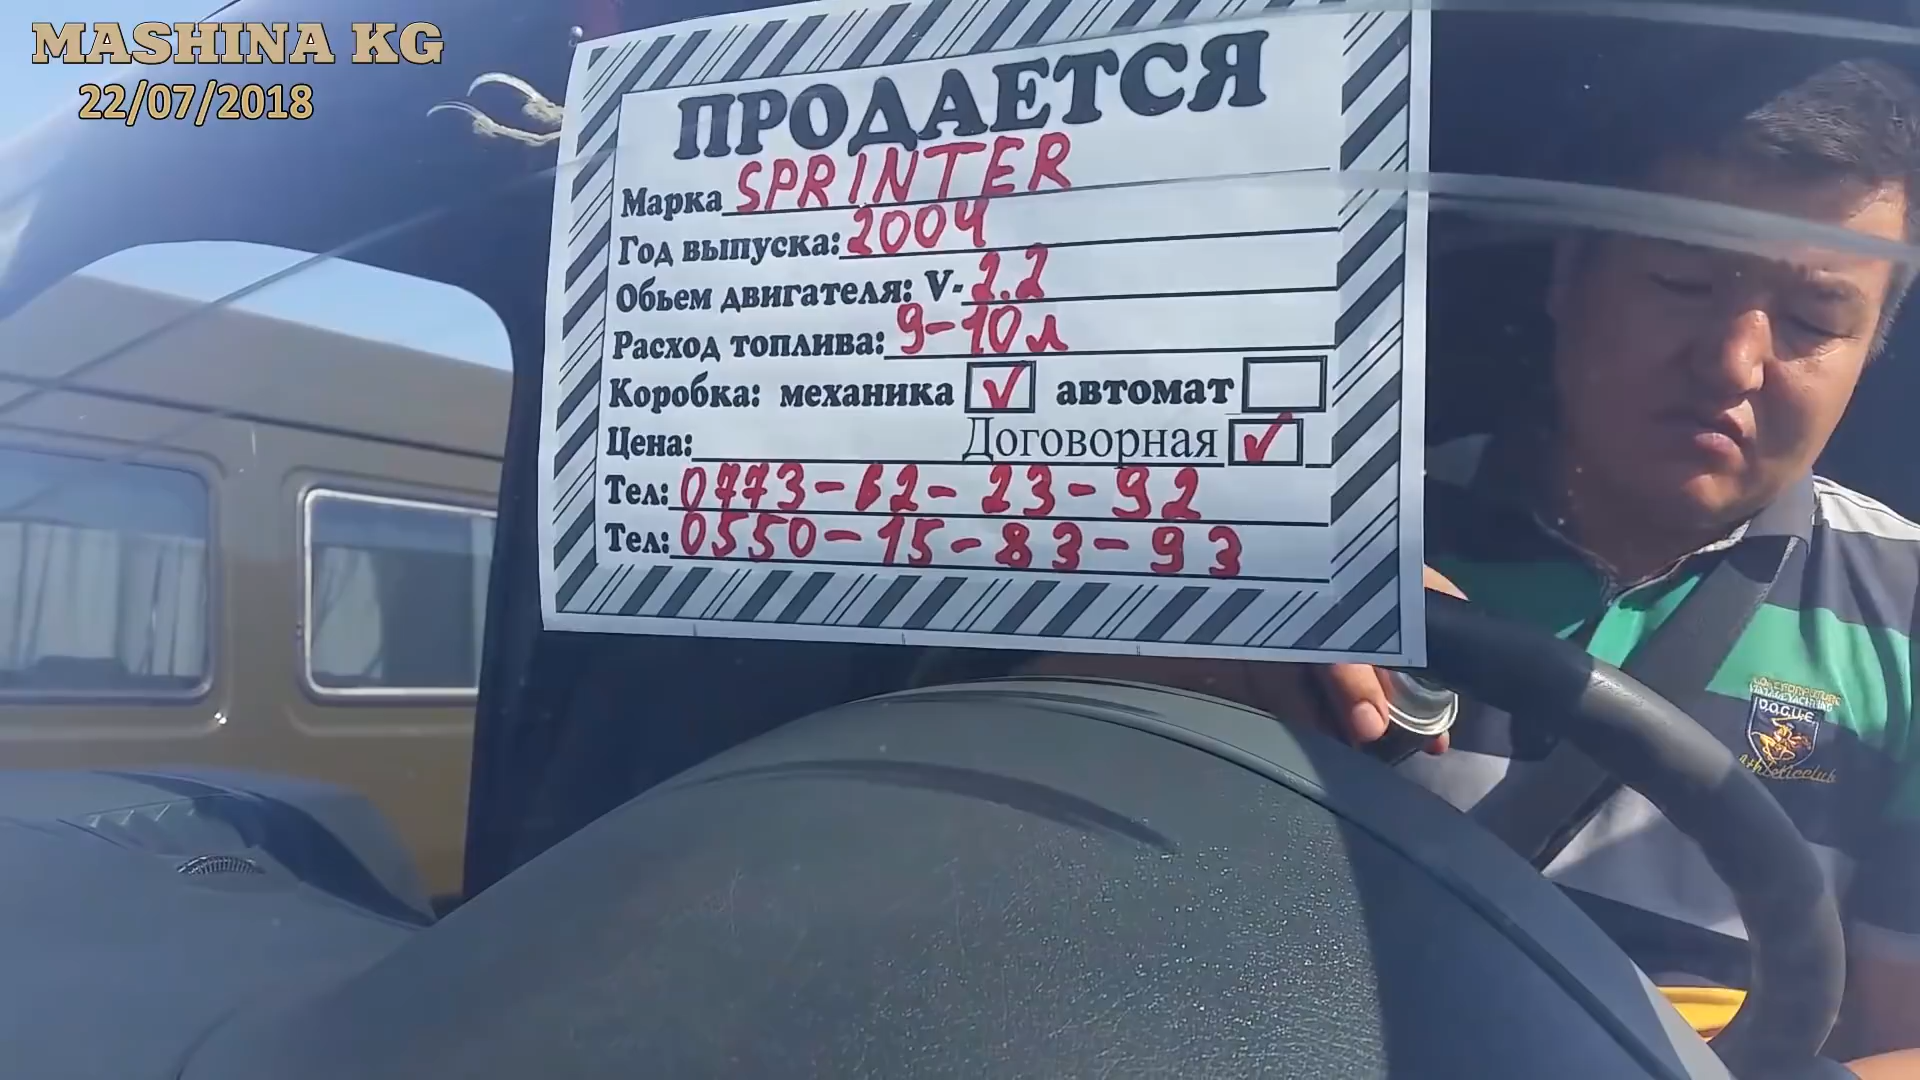 MASHINA KG
22/07/2018
ПРОДАЕТСЯ
Марка SPRINTER
Год выпуска: 2004
Обьем двигателя: V- 2.2
Расход топлива: 9-10 л
Коробка: механика ✓ автомат
Цена: Договорная ✓
Тел: 0773-62-23-92
Тел: 0550-15-83-93
D.O.G.U.E.
athleticclub